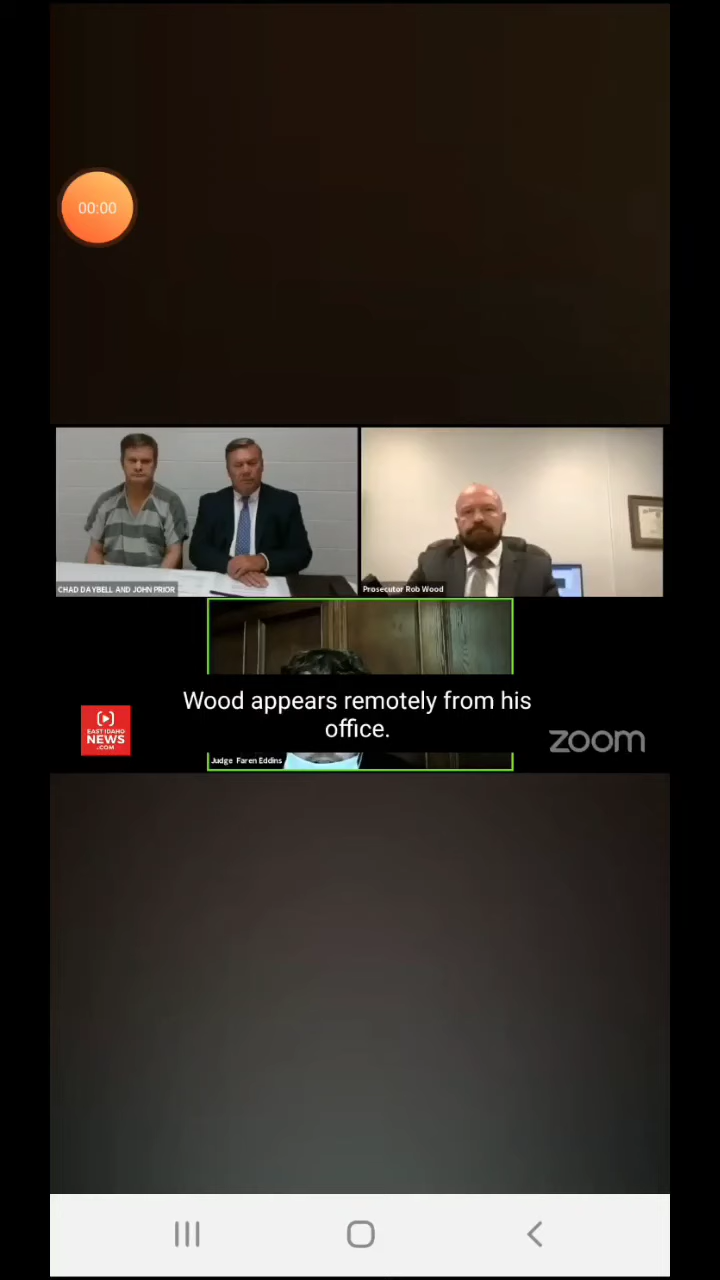 00:00
CHAD DAYBELL AND JOHN PRIOR
Prosecutor Rob Wood
Wood appears remotely from his
office.
EAST IDAHO
NEWS
.COM
zoom
Judge Faren Eddins